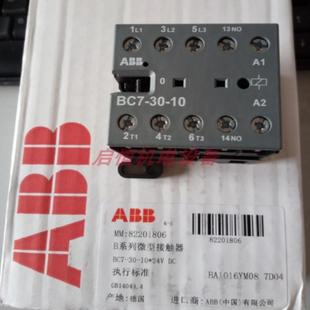 1L1 3L2 5L3 13NO
ABB
A1
0
BC7-30-10
A2
2T1 4T2 6T3 14NO
ABB
ABB
MM:82201806
B系列微型接触器
82201806
BC7-30-10*24V DC
执行标准
BA1016YM08 7D04
GB14048.4
产地:德国
进口商:ABB(中国)有限公